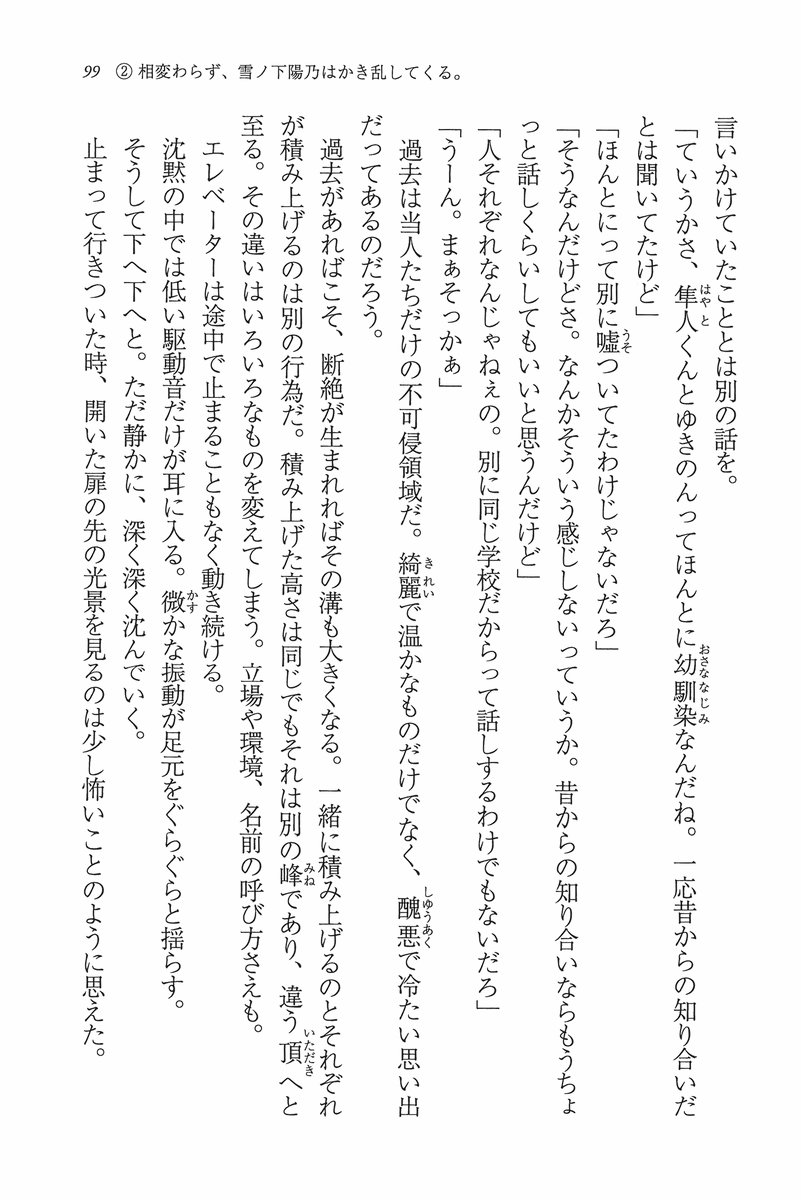 99 ② 相変わらず、雪ノ下陽乃はかき乱してくる。
言いかけていたこととは別の話を。
「ていうかさ、隼人くんとゆきのんってほんとに幼馴染なんだね。一応昔からの知り合いだ
とは聞いてたけど」
「ほんとにって別に嘘ついてたわけじゃないだろ」
「そうなんだけどさ。なんかそういう感じしないっていうか。昔からの知り合いならもうちょ
っと話しくらいしてもいいと思うんだけど」
「人それぞれなんじゃねぇの。別に同じ学校だからって話しするわけでもないだろ」
「うーん。まぁそっかぁ」
過去は当人たちだけの不可侵領域だ。綺麗で温かなものだけでなく、醜悪で冷たい思い出
だってあるのだろう。
過去があればこそ、断絶が生まれればその溝も大きくなる。一緒に積み上げるのとそれぞれ
が積み上げるのは別の行為だ。積み上げた高さは同じでもそれは別の峰であり、違う頂へと
至る。その違いはいろいろなものを変えてしまう。立場や環境、名前の呼び方さえも。
エレベーターは途中で止まることもなく動き続ける。
沈黙の中では低い駆動音だけが耳に入る。微かな振動が足元をぐらぐらと揺らす。
そうして下へ下へと。ただ静かに、深く深く沈んでいく。
止まって行きついた時、開いた扉の先の光景を見るのは少し怖いことのように思えた。